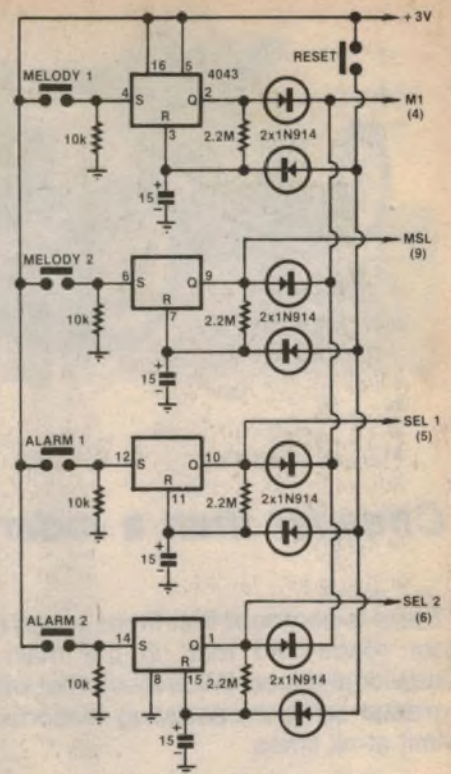 +3V
RESET
16
5
4043
MELODY 1
4
S
Q
2
M1
(4)
R
3
10k
2.2M
2x1N914
15
+
−
MSL
(9)
MELODY 2
6
S
Q
9
R
7
10k
2.2M
2x1N914
15
+
−
SEL 1
(5)
ALARM 1
12
S
Q
10
R
11
10k
2.2M
2x1N914
15
+
−
SEL 2
(6)
ALARM 2
14
S
Q
1
R
8
15
10k
2.2M
2x1N914
15
+
−